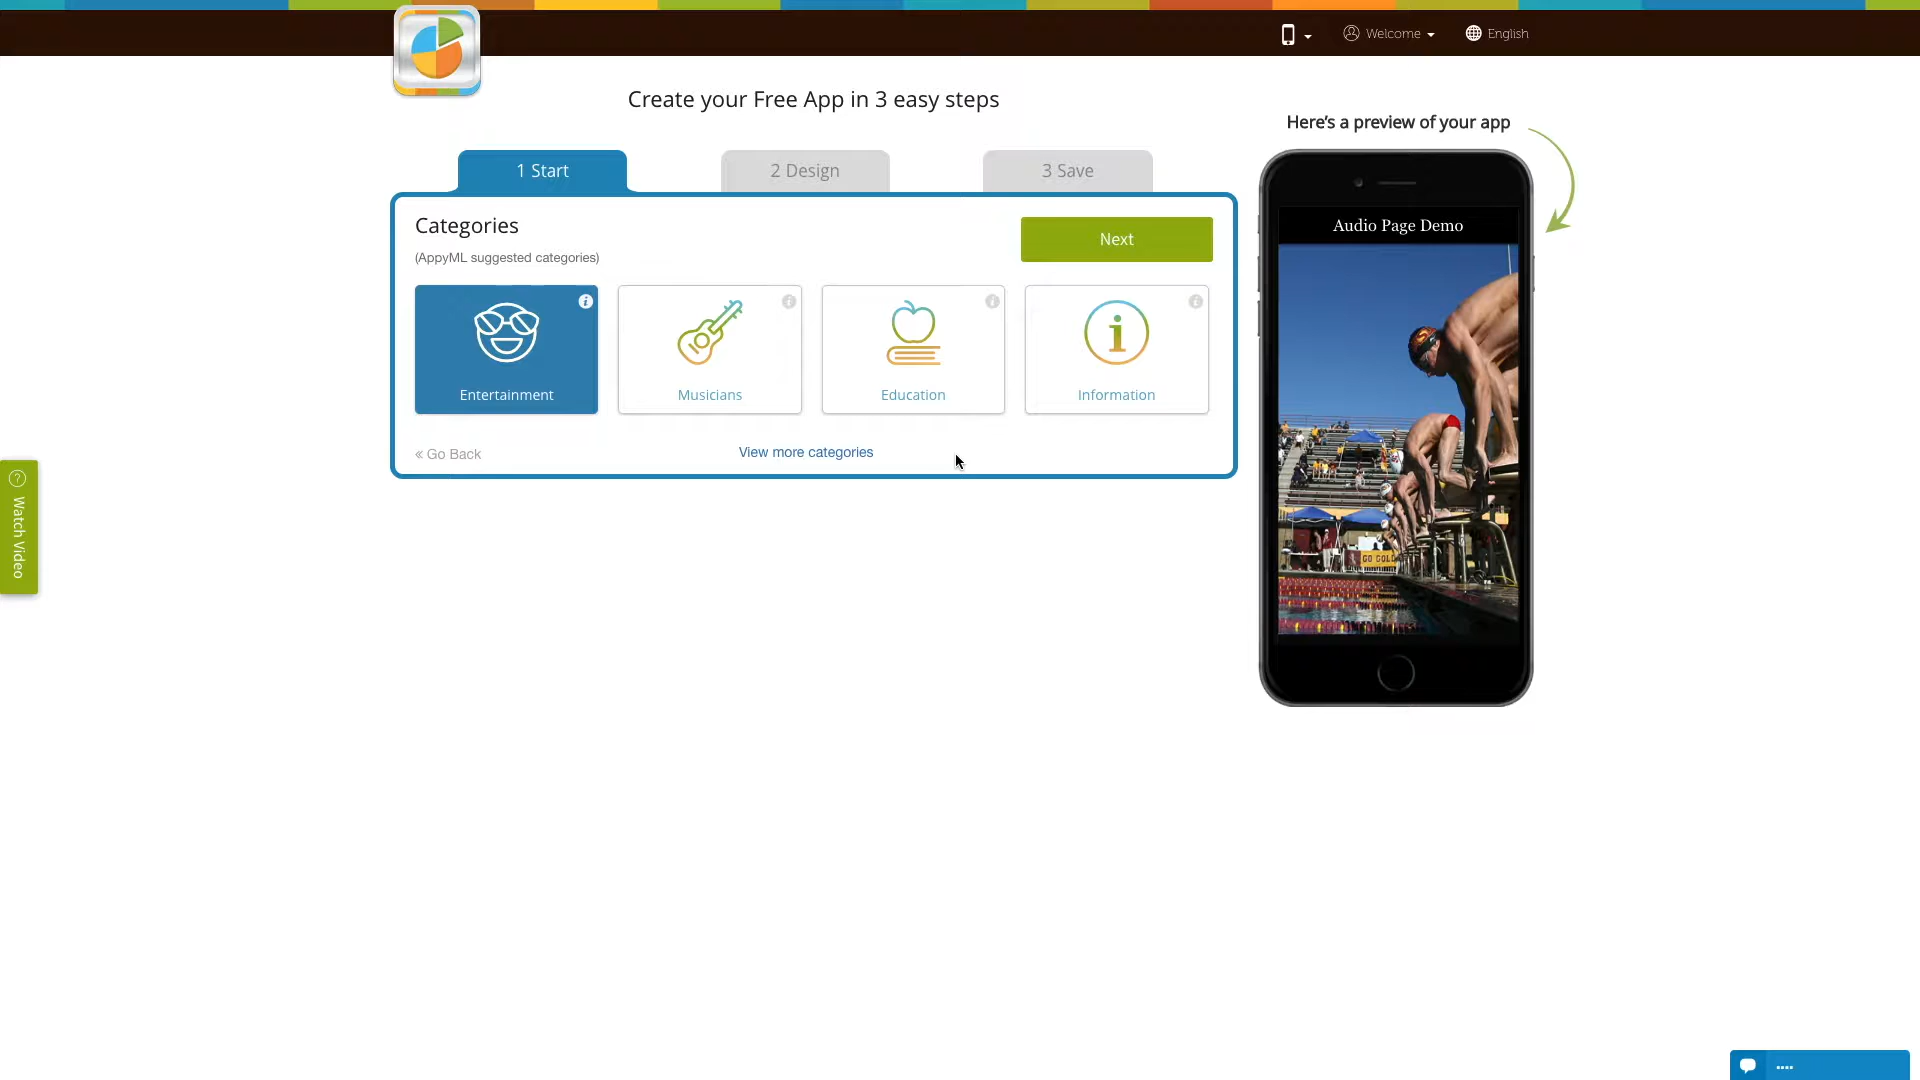 Welcome
English
Create your Free App in 3 easy steps
Here's a preview of your app
1 Start
2 Design
3 Save
Categories
Next
(AppyML suggested categories)
Audio Page Demo
Entertainment
Musicians
Education
Information
« Go Back
View more categories
Watch Video
GO GOLD